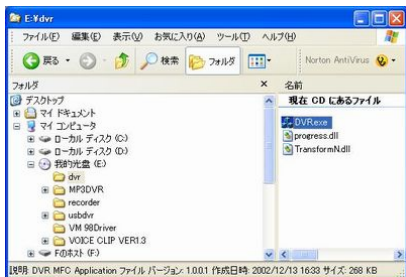 E:¥dvr
ファイル(F) 編集(E) 表示(V) お気に入り(A) ツール(T) ヘルプ(H)
戻る 検索 フォルダ Norton AntiVirus
フォルダ
名前
デスクトップ
現在 CD にあるファイル
マイ ドキュメント
マイ コンピュータ
DVR.exe
ローカル ディスク (C:)
progress.dll
ローカル ディスク (D:)
TransformN.dll
我的光盘 (E:)
dvr
MP3DVR
recorder
usbdvr
VM 98Driver
VOICE CLIP VER1.3
Fのホスト (F:)
説明: DVR MFC Application ファイル バージョン: 1.0.0.1 作成日時: 2002/12/13 16:33 サイズ: 268 KB